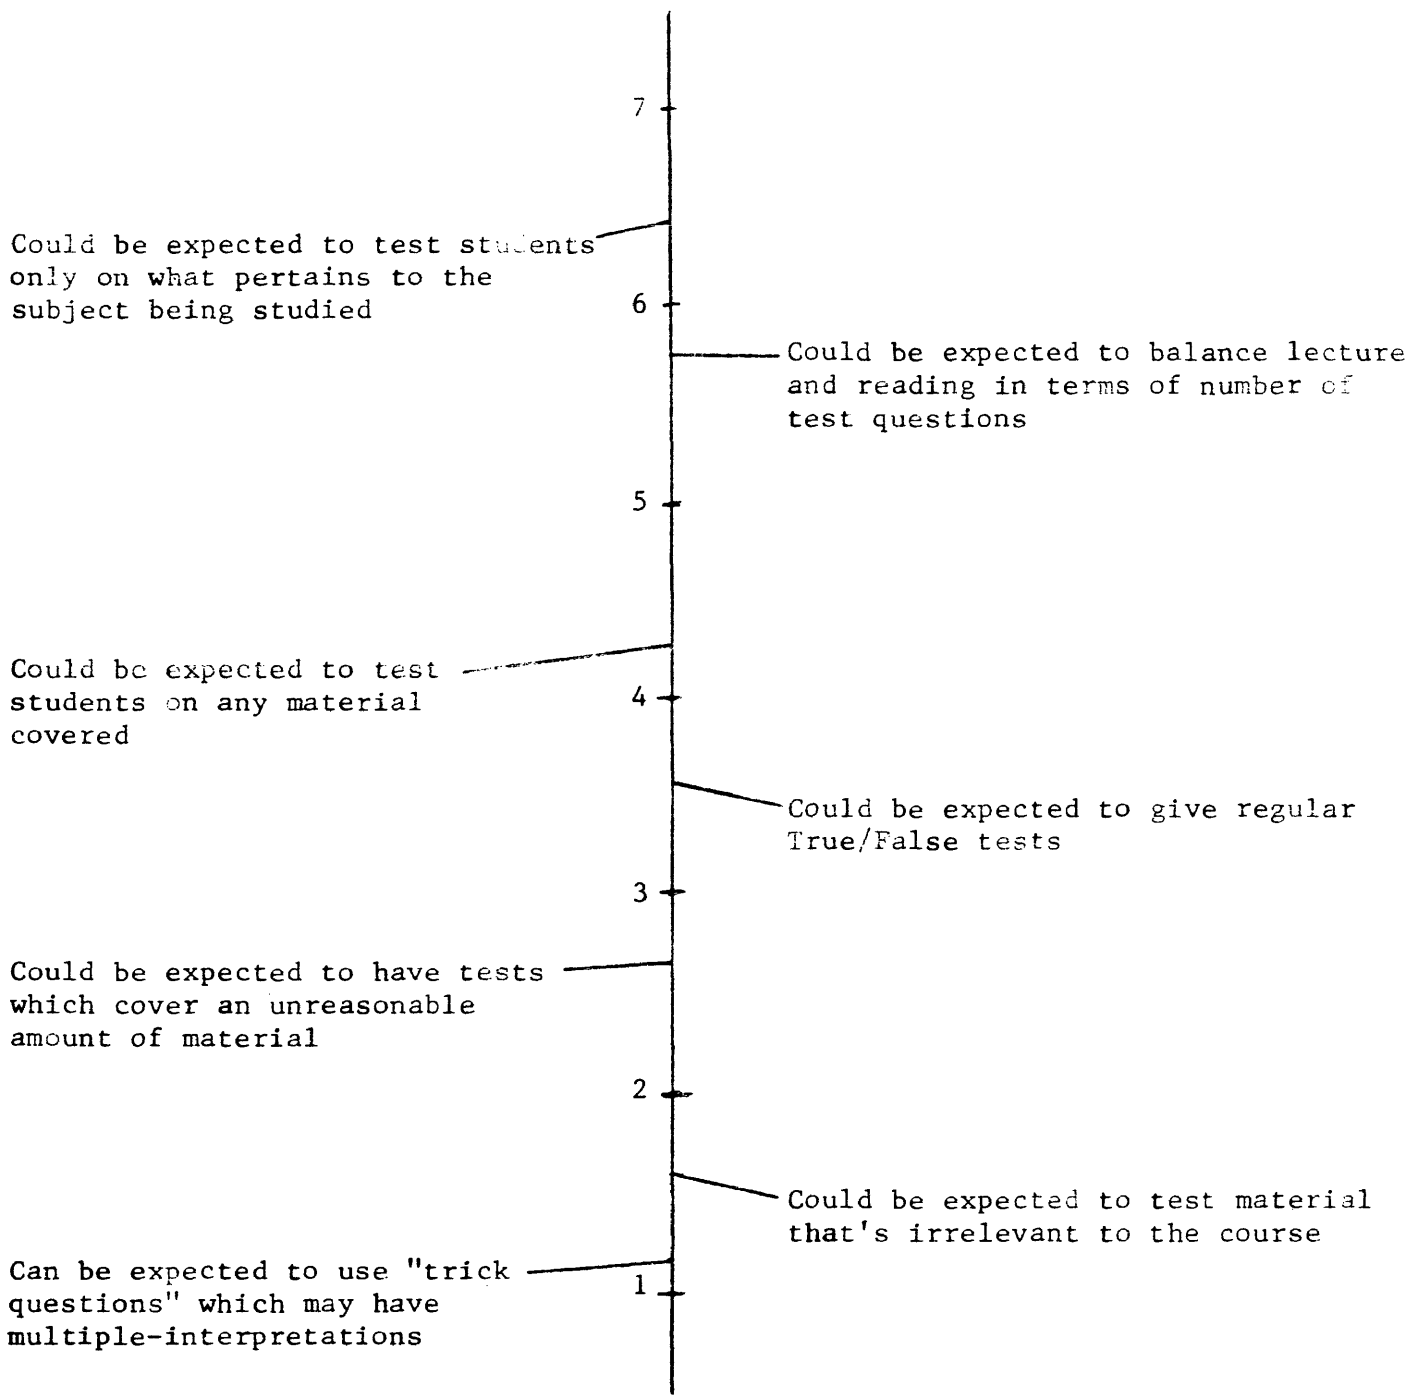 7
Could be expected to test students
only on what pertains to the
subject being studied
6
Could be expected to balance lecture
and reading in terms of number of
test questions
5
Could be expected to test
students on any material
covered
4
Could be expected to give regular
True/False tests
3
Could be expected to have tests
which cover an unreasonable
amount of material
2
Could be expected to test material
that's irrelevant to the course
Can be expected to use "trick
questions" which may have
multiple-interpretations
1